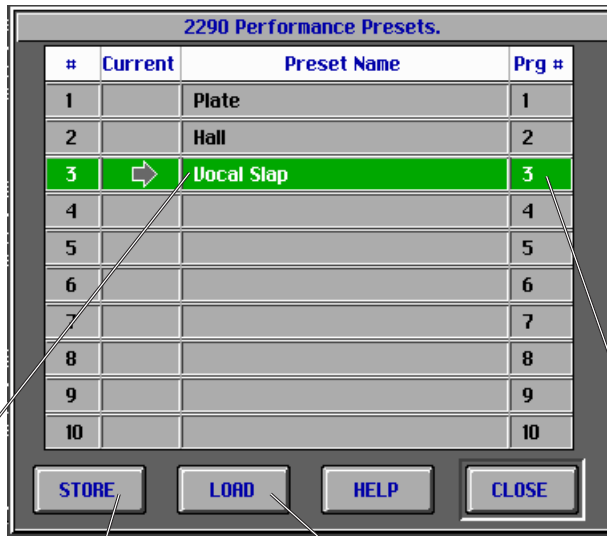 2290 Performance Presets.
# Current Preset Name Prg #
1 Plate 1
2 Hall 2
3 Vocal Slap 3
4 4
5 5
6 6
7 7
8 8
9 9
10 10
STORE LOAD HELP CLOSE